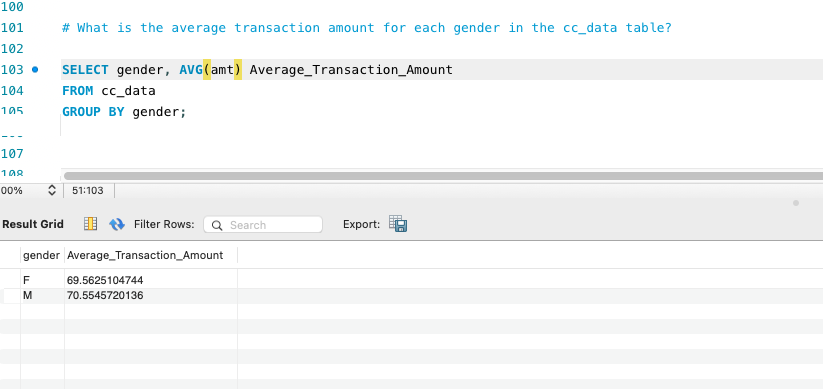 100
101 # What is the average transaction amount for each gender in the cc_data table?
102
103 SELECT gender, AVG(amt) Average_Transaction_Amount
104 FROM cc_data
105 GROUP BY gender;
107
108
00% 51:103
Result Grid Filter Rows: Search Export:
gender Average_Transaction_Amount
F 69.5625104744
M 70.5545720136